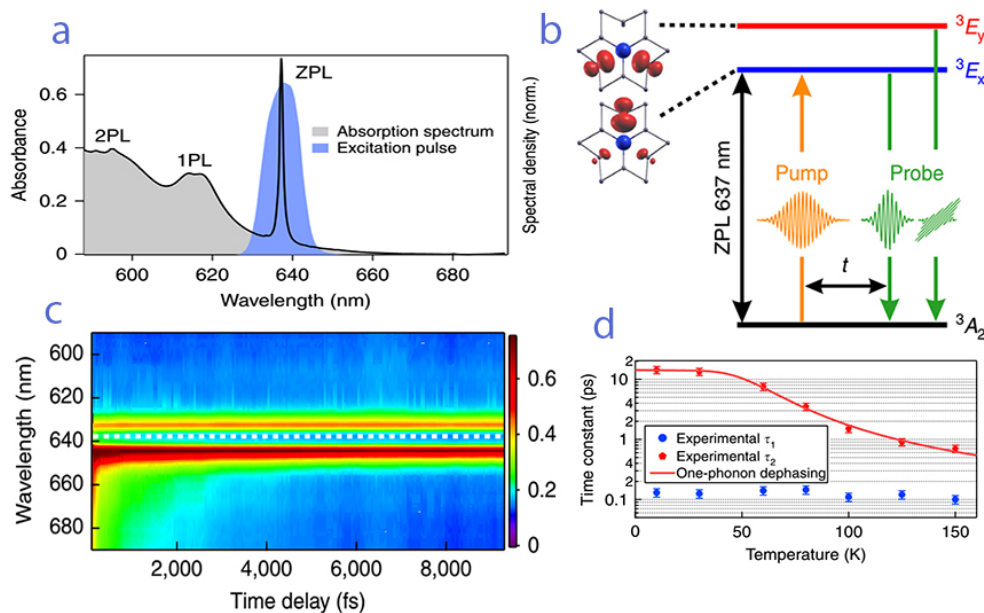 a
ZPL
0.6
0.4
0.2
0
2PL
1PL
Absorption spectrum
Excitation pulse
Absorbance
Spectral density (norm.)
600
620
640
660
680
Wavelength (nm)
b
³Eᵧ
³Eₓ
ZPL 637 nm
Pump
Probe
t
³A₂
c
600
620
640
660
680
Wavelength (nm)
0.6
0.4
0.2
0
2,000
4,000
6,000
8,000
Time delay (fs)
d
2
10
4
2
1
4
2
0.1
Time constant (ps)
Experimental τ₁
Experimental τ₂
One-phonon dephasing
0
50
100
150
Temperature (K)